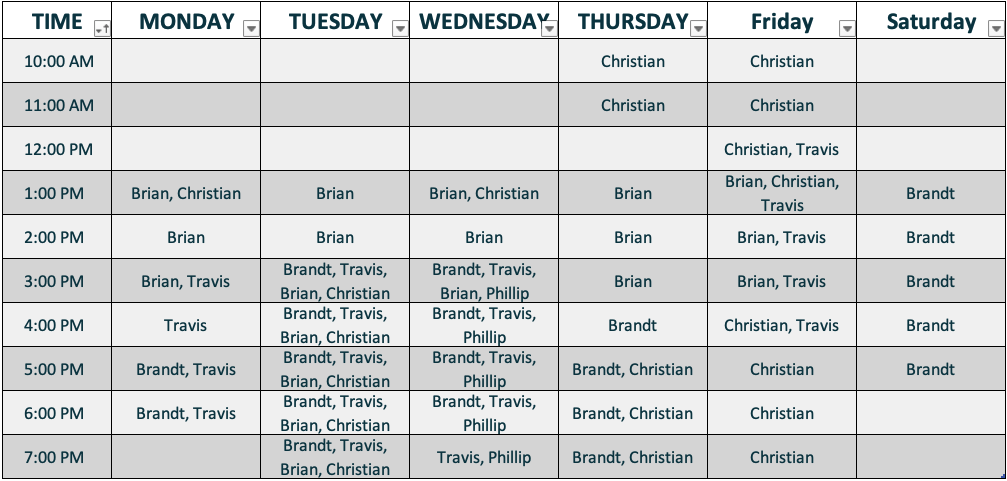 TIME MONDAY TUESDAY WEDNESDAY THURSDAY Friday Saturday
10:00 AM Christian Christian
11:00 AM Christian Christian
12:00 PM Christian, Travis
1:00 PM Brian, Christian Brian Brian, Christian Brian Brian, Christian, Travis Brandt
2:00 PM Brian Brian Brian Brian Brian, Travis Brandt
3:00 PM Brian, Travis Brandt, Travis, Brian, Christian Brandt, Travis, Brian, Phillip Brian Brian, Travis Brandt
4:00 PM Travis Brandt, Travis, Brian, Christian Brandt, Travis, Phillip Brandt Christian, Travis Brandt
5:00 PM Brandt, Travis Brandt, Travis, Brian, Christian Brandt, Travis, Phillip Brandt, Christian Christian Brandt
6:00 PM Brandt, Travis Brandt, Travis, Brian, Christian Brandt, Travis, Phillip Brandt, Christian Christian
7:00 PM Brandt, Travis, Brian, Christian Travis, Phillip Brandt, Christian Christian